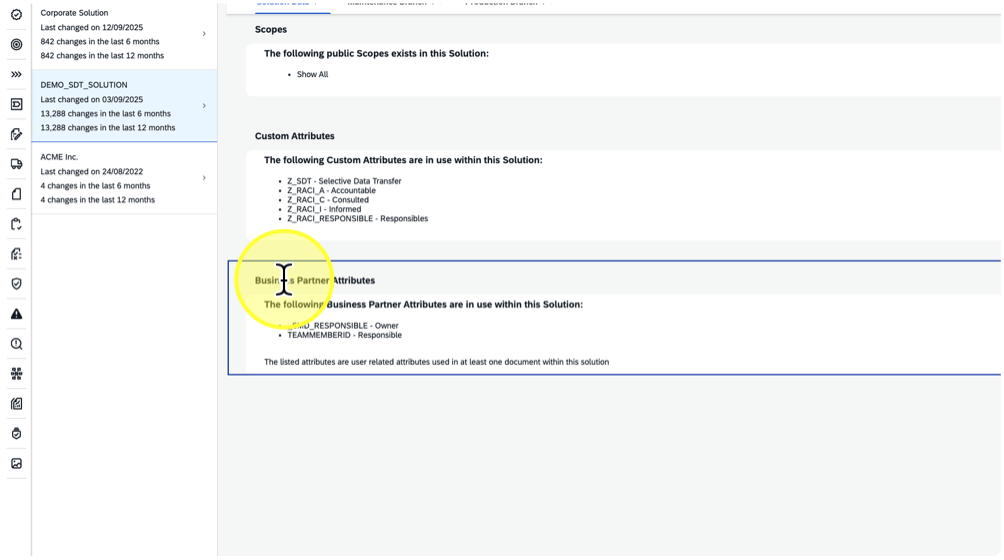 Corporate Solution
Last changed on 12/09/2025
842 changes in the last 6 months
842 changes in the last 12 months
DEMO_SDT_SOLUTION
Last changed on 03/09/2025
13,288 changes in the last 6 months
13,288 changes in the last 12 months
ACME Inc.
Last changed on 24/08/2022
4 changes in the last 6 months
4 changes in the last 12 months
Scopes
The following public Scopes exists in this Solution:
• Show All
Custom Attributes
The following Custom Attributes are in use within this Solution:
• Z_SDT - Selective Data Transfer
• Z_RACI_A - Accountable
• Z_RACI_C - Consulted
• Z_RACI_I - Informed
• Z_RACI_RESPONSIBLE - Responsibles
Business Partner Attributes
The following Business Partner Attributes are in use within this Solution:
• _SMD_RESPONSIBLE - Owner
• TEAMMEMBERID - Responsible
The listed attributes are user related attributes used in at least one document within this solution